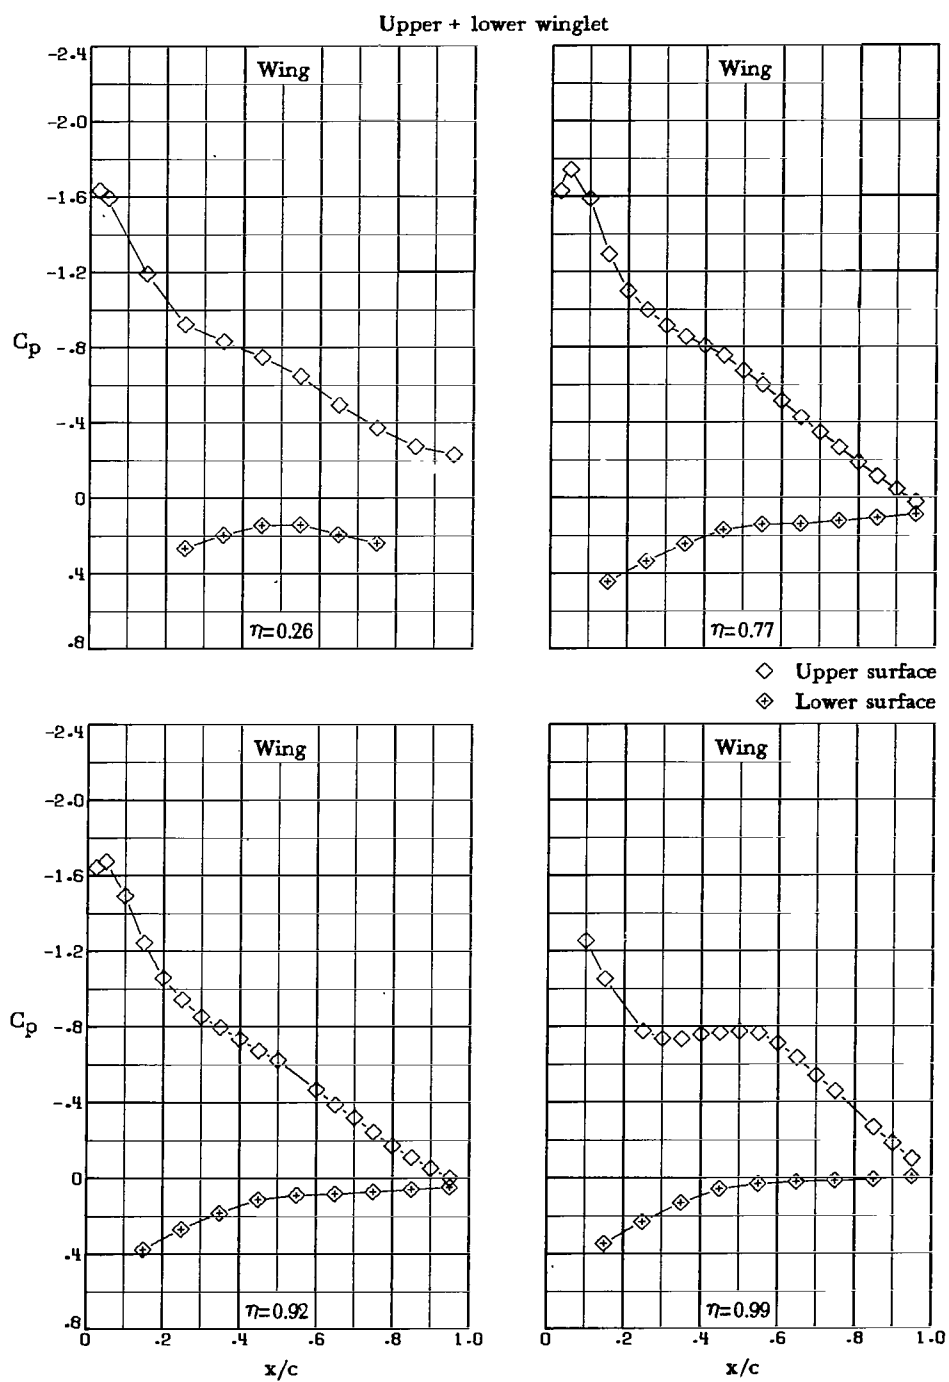 Upper + lower winglet
-2.4
-2.0
-1.6
-1.2
-.8
-.4
0
.4
.8
Cp
Wing
η=0.26
Wing
η=0.77
Upper surface
Lower surface
-2.4
-2.0
-1.6
-1.2
-.8
-.4
0
.4
.8
Cp
Wing
η=0.92
0 .2 .4 .6 .8 1.0
x/c
Wing
η=0.99
0 .2 .4 .6 .8 1.0
x/c